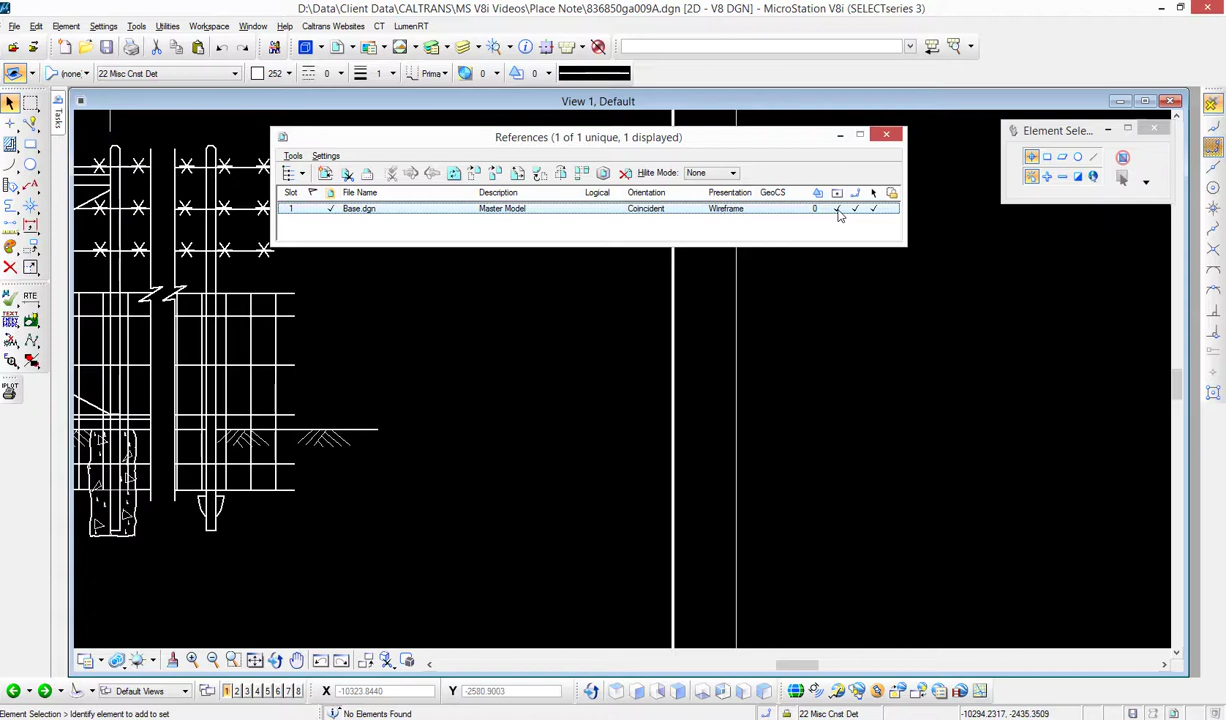 D:\Data\Client Data\CALTRANS\MS V8i Videos\Place Note\836850ga009A.dgn [2D - V8 DGN] - MicroStation V8i (SELECTseries 3)
File Edit Element Settings Tools Utilities Workspace Window Help Caltrans Websites CT LumenRT
(none) 22 Misc Cnst Det 252 0 1 Prima 0 0
View 1, Default
Tasks
References (1 of 1 unique, 1 displayed)
Element Sele...
Tools Settings
Hilite Mode: None
Slot File Name Description Logical Orientation Presentation GeoCS
1 Base.dgn Master Model Coincident Wireframe 0
RTE
TEXT
IPLOT
Default Views 1 2 3 4 5 6 7 8 X -10323.8440 Y -2580.9003
Element Selection > Identify element to add to set No Elements Found 22 Misc Cnst Det -10294.2317, -2435.3509